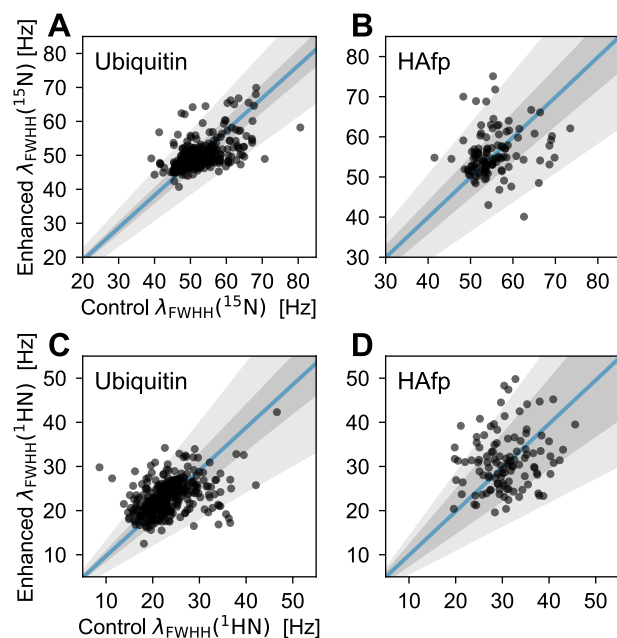 A
B
Ubiquitin
HAfp
Enhanced λFWHH(¹⁵N) [Hz]
80
70
60
50
40
30
20
80
70
60
50
40
30
20 30 40 50 60 70 80
30 40 50 60 70 80
Control λFWHH(¹⁵N) [Hz]
C
D
Ubiquitin
HAfp
Enhanced λFWHH(¹HN) [Hz]
50
40
30
20
10
50
40
30
20
10
10 20 30 40 50
10 20 30 40 50
Control λFWHH(¹HN) [Hz]